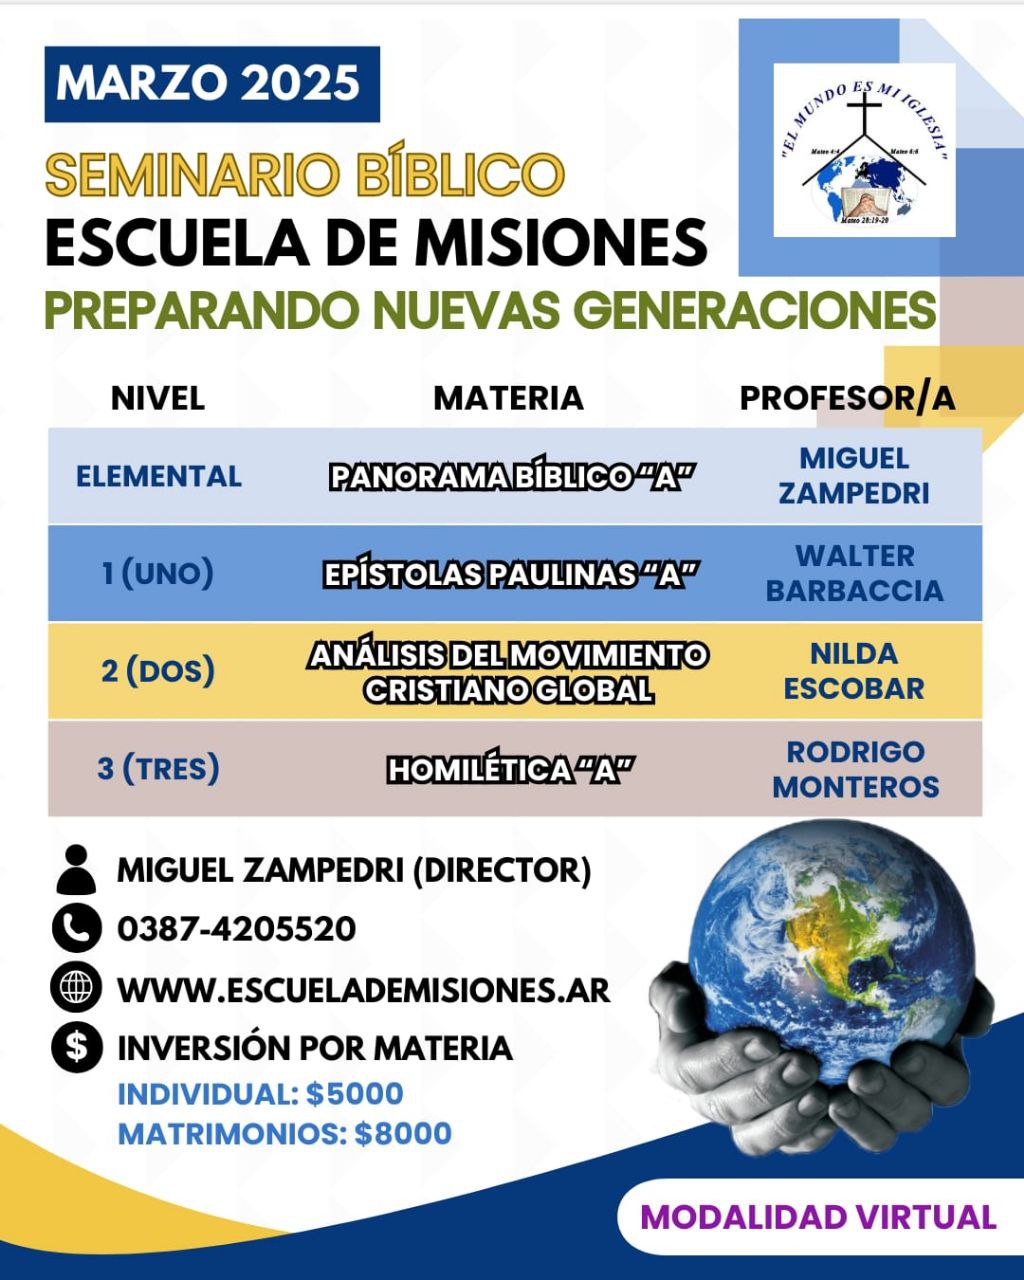 MARZO 2025
"EL MUNDO ES MI IGLESIA"
Mateo 4:4
Mateo 6:6
Mateo 28:19-20
SEMINARIO BÍBLICO
ESCUELA DE MISIONES
PREPARANDO NUEVAS GENERACIONES
NIVEL MATERIA PROFESOR/A
ELEMENTAL PANORAMA BÍBLICO “A” MIGUEL
ZAMPEDRI
1 (UNO) EPÍSTOLAS PAULINAS “A” WALTER
BARBACCIA
2 (DOS) ANÁLISIS DEL MOVIMIENTO
CRISTIANO GLOBAL
NILDA
ESCOBAR
3 (TRES) HOMILÉTICA “A” RODRIGO
MONTEROS
MIGUEL ZAMPEDRI (DIRECTOR)
0387-4205520
WWW.ESCUELADEMISIONES.AR
$ INVERSIÓN POR MATERIA
INDIVIDUAL: $5000
MATRIMONIOS: $8000
MODALIDAD VIRTUAL